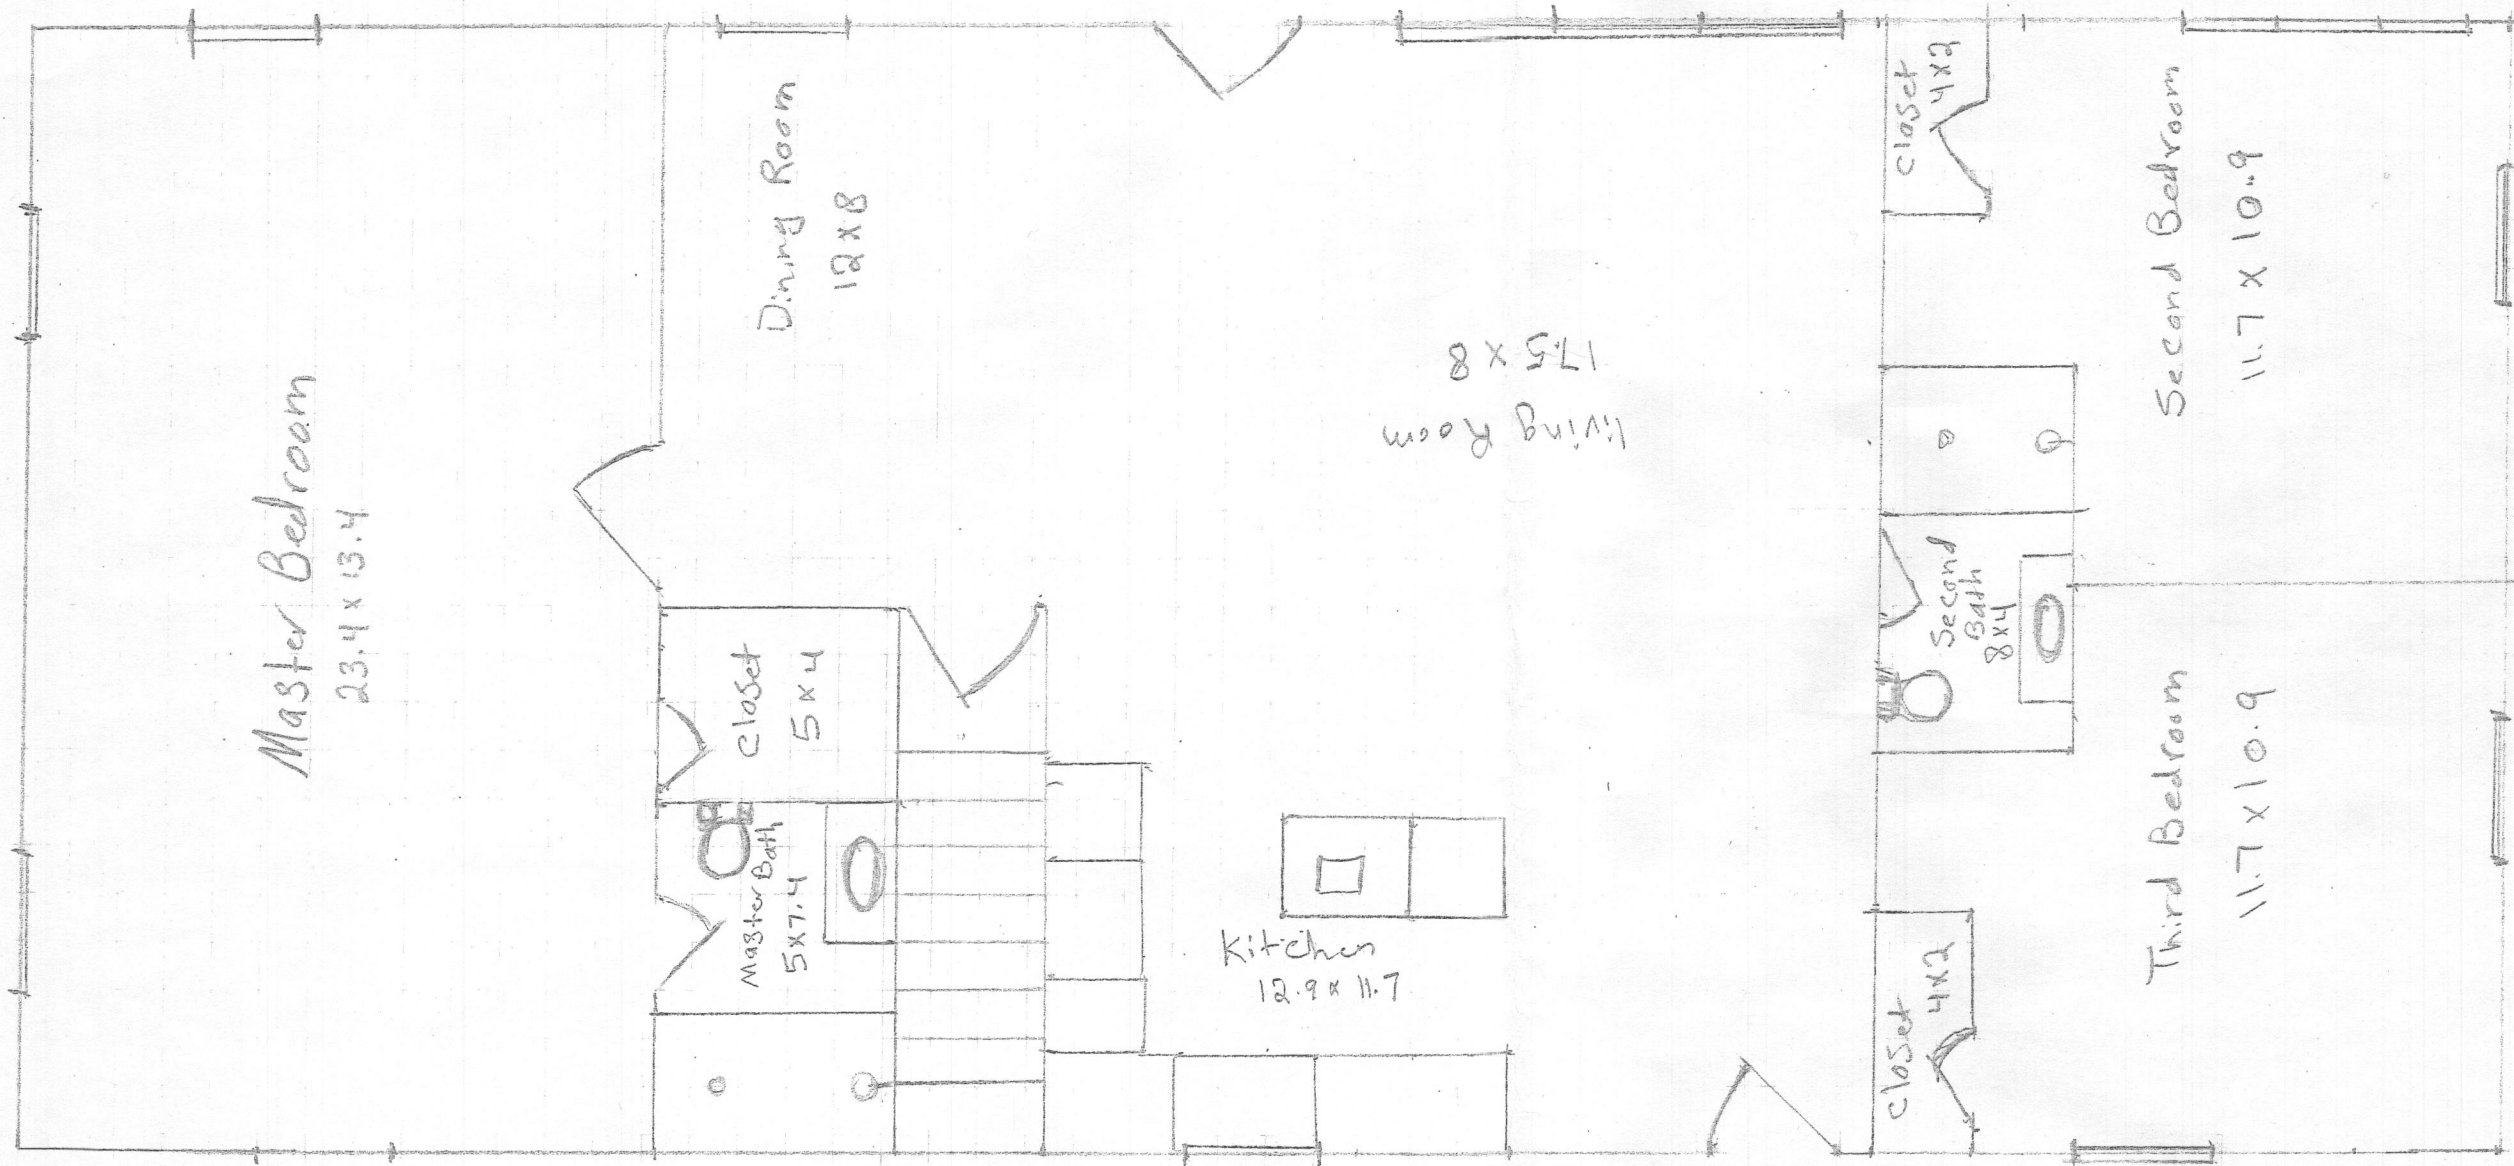 Master Bedroom
23.4 x 13.4
Dining Room
12 x 8
Closet
5 x 4
Master Bath
5x7.4
Kitchen
12.9 x 11.7
living Room
17.5 x 8
Closet
4x2
Second Bedroom
11.7 x 10.9
Second
Bath
8x4
Third Bedroom
11.7 x 10.9
Closet
4x2